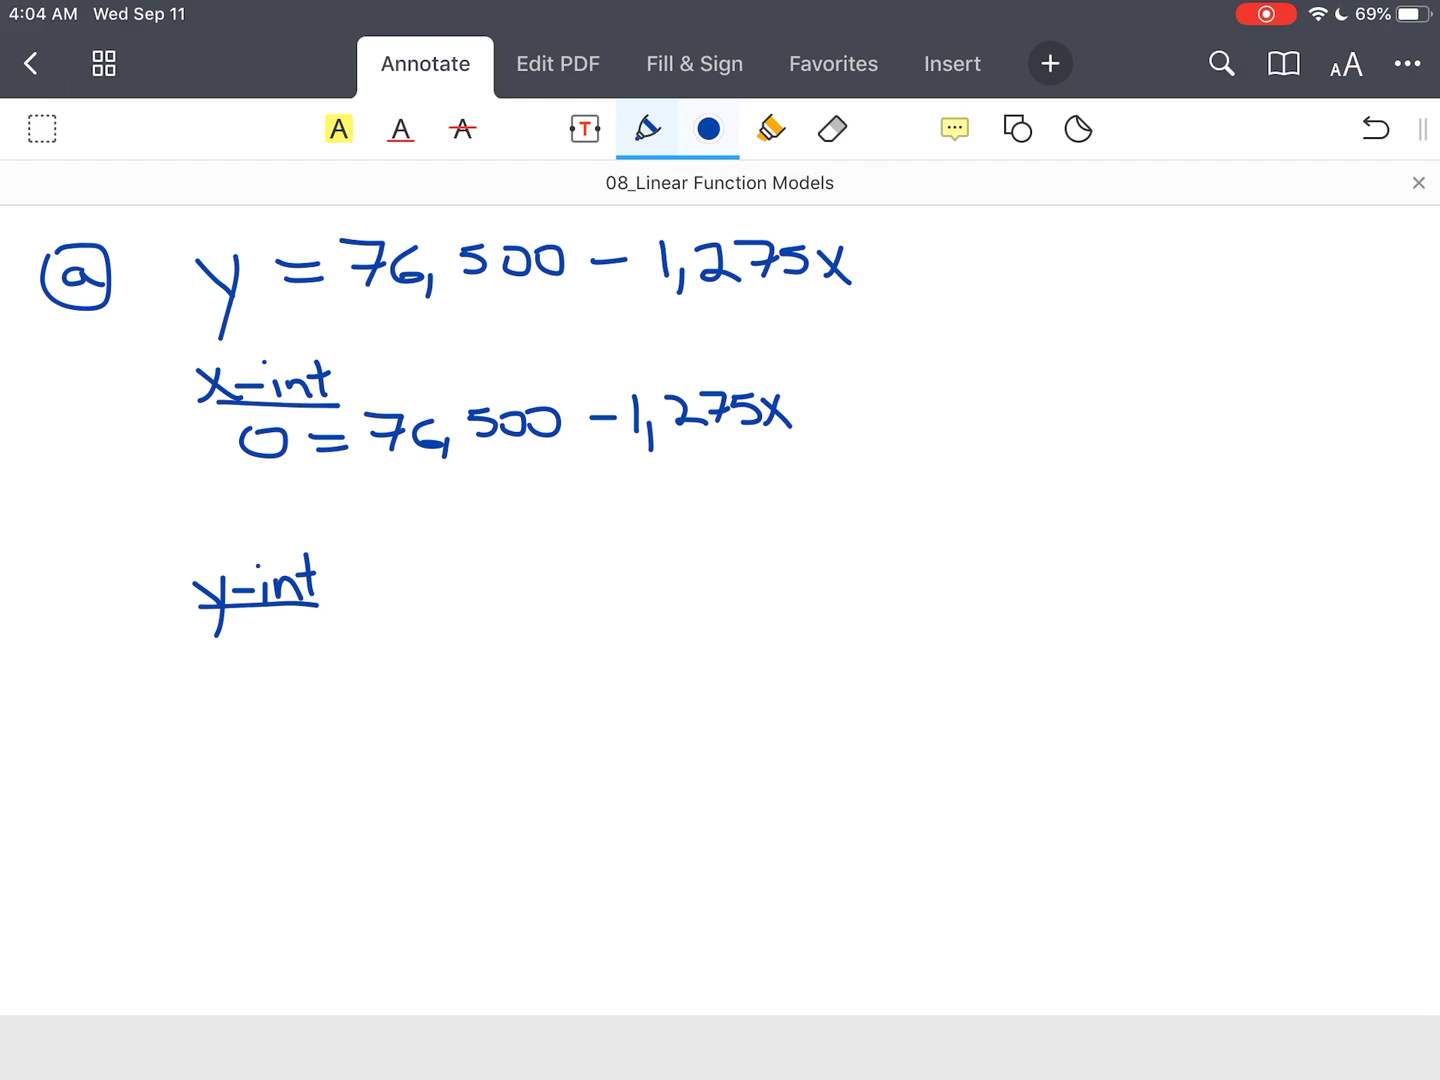 4:04 AM Wed Sep 11 69%
Annotate Edit PDF Fill & Sign Favorites Insert
A A A T
08_Linear Function Models
a y = 76,500 - 1,275x
x-int
0 = 76,500 - 1,275x
y-int